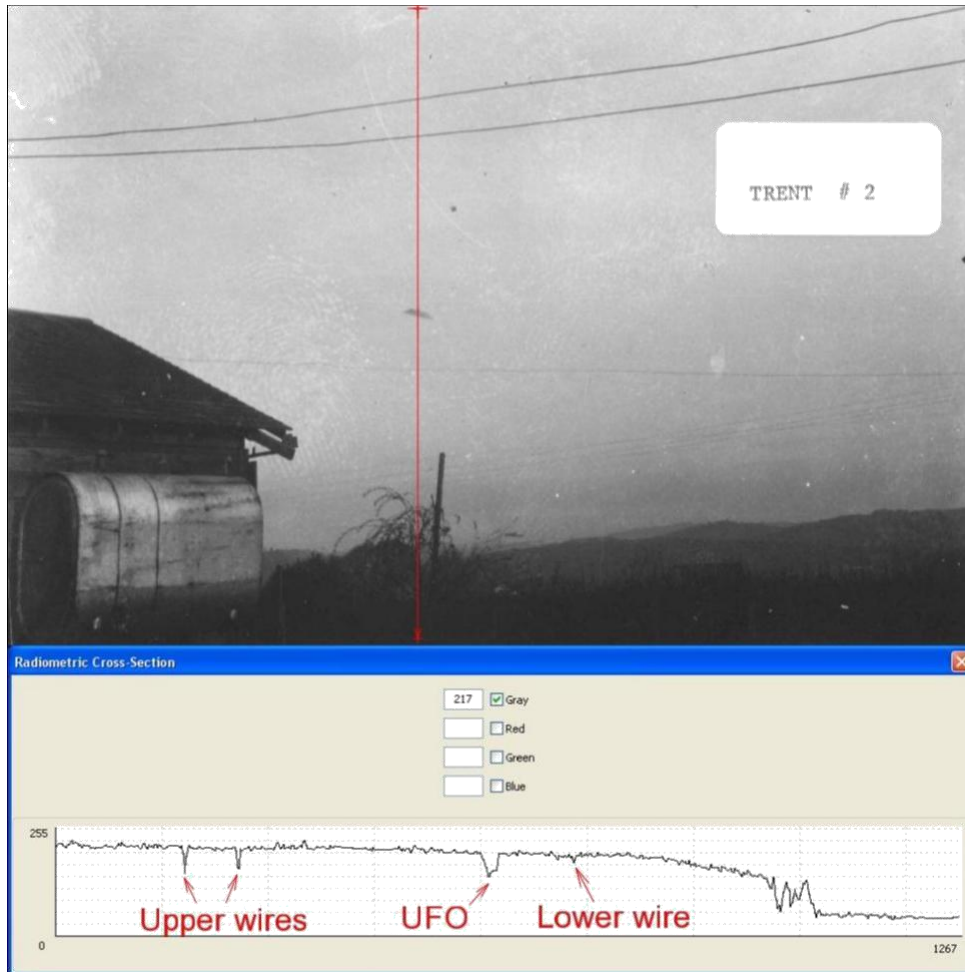 TRENT # 2
Radiometric Cross-Section
217 Gray
Red
Green
Blue
255
Upper wires
UFO
Lower wire
0
1267